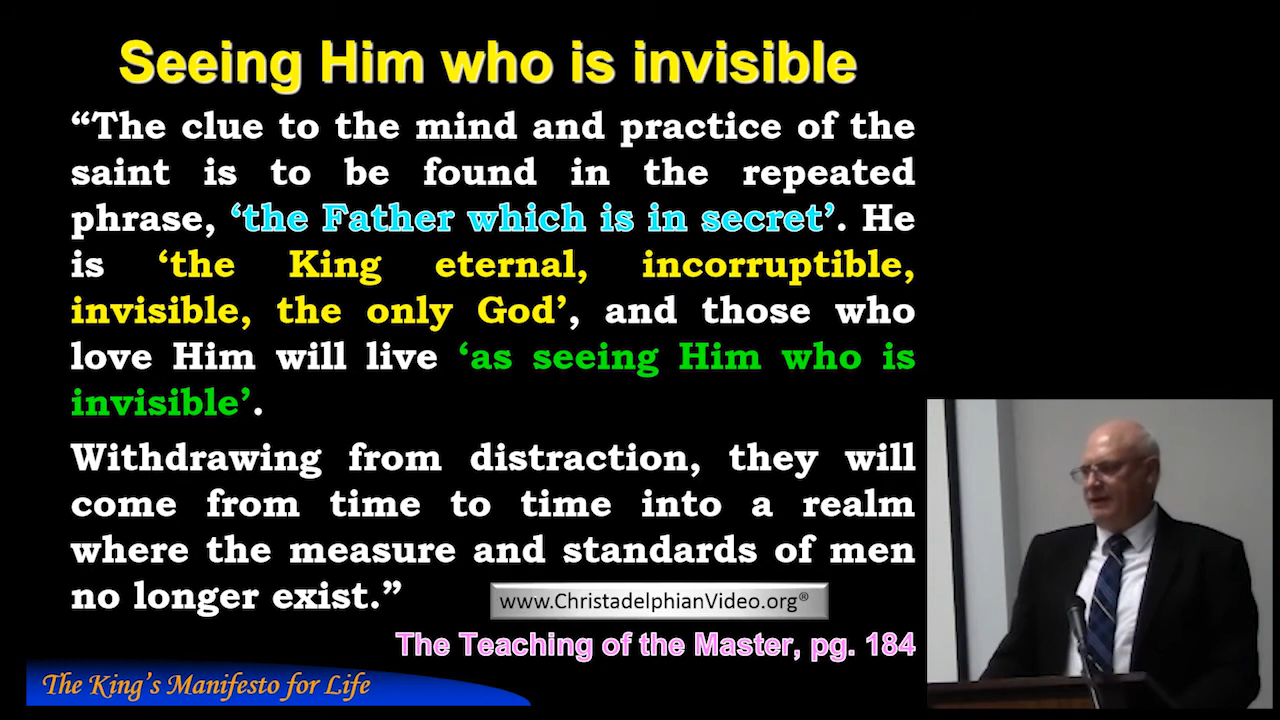 Seeing Him who is invisible
“The clue to the mind and practice of the
saint is to be found in the repeated
phrase, ‘the Father which is in secret’. He
is ‘the King eternal, incorruptible,
invisible, the only God’, and those who
love Him will live ‘as seeing Him who is
invisible’.
Withdrawing from distraction, they will
come from time to time into a realm
where the measure and standards of men
no longer exist.”
www.ChristadelphianVideo.org®
The Teaching of the Master, pg. 184
The King’s Manifesto for Life